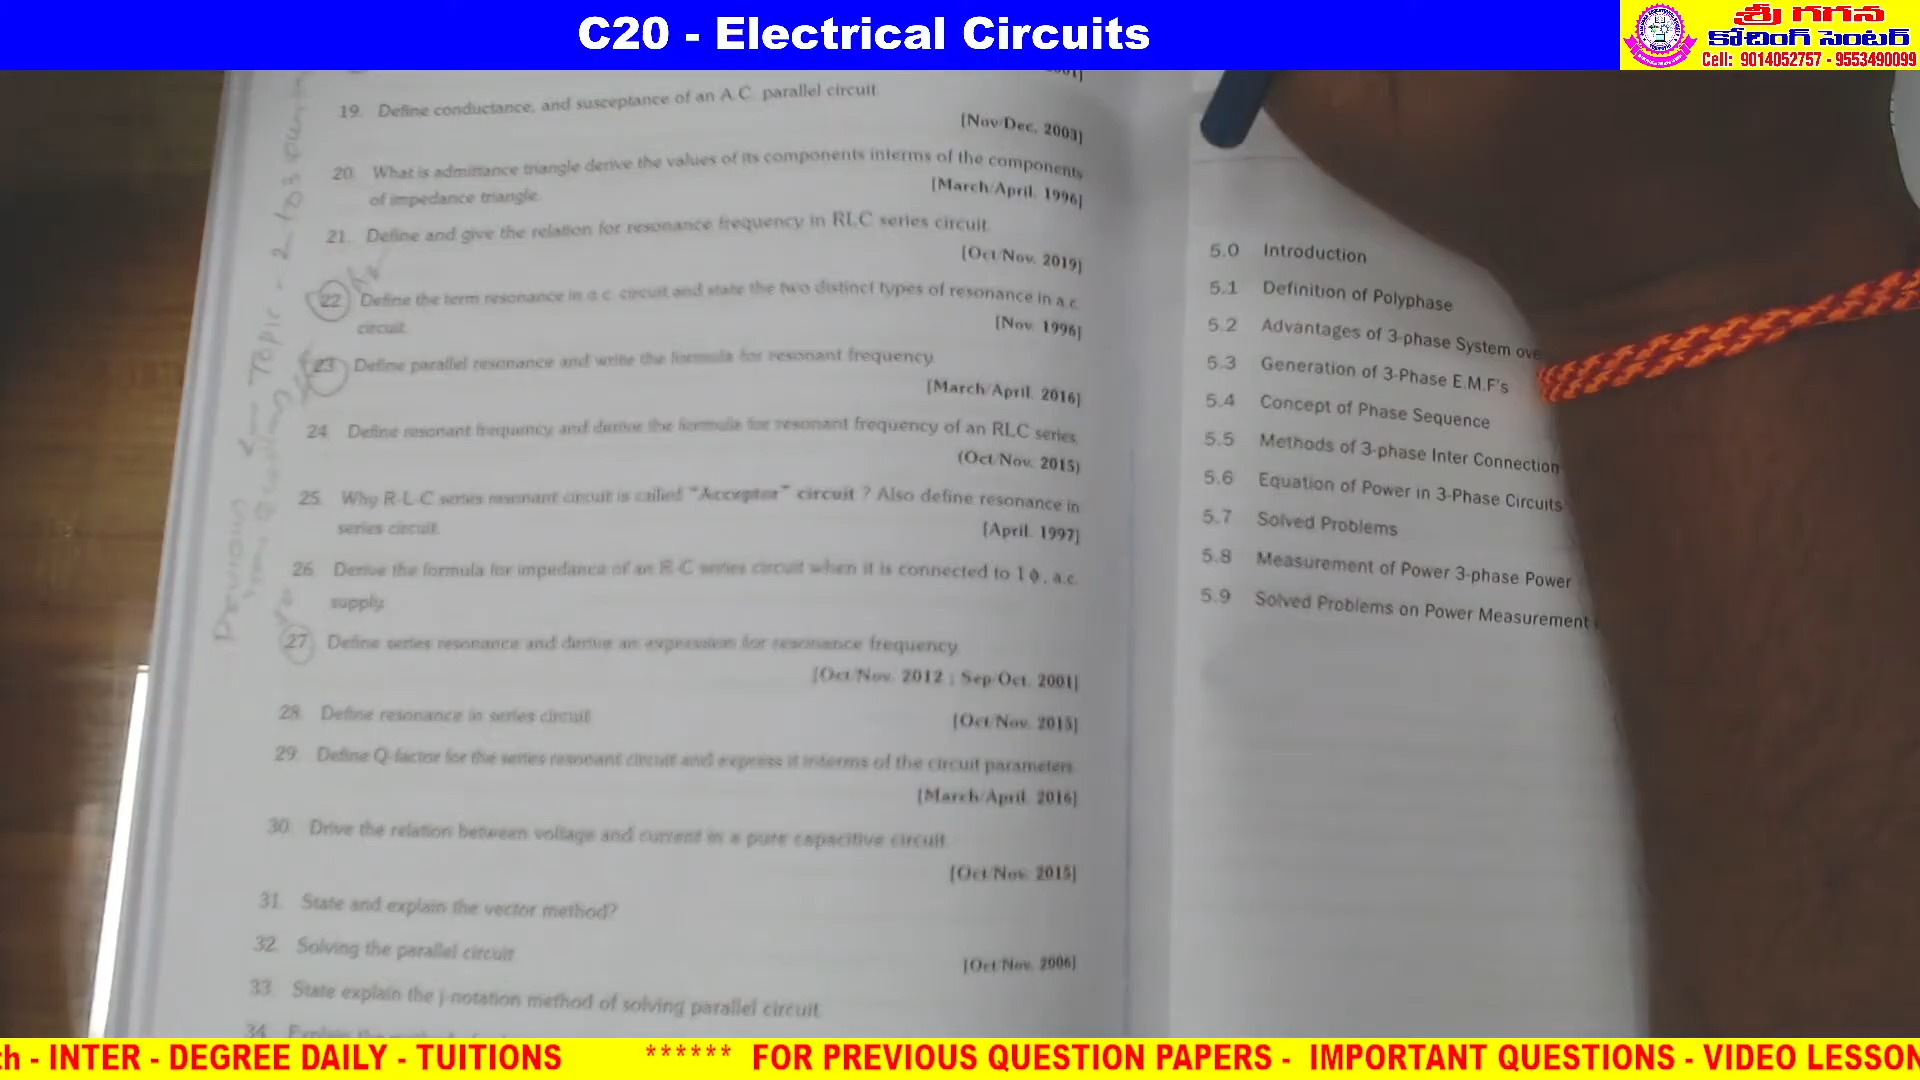 C20 - Electrical Circuits
శ్రీ గగన
కోచింగ్ సెంటర్
Cell: 9014052757 - 9553490099
19. Define conductance, and susceptance of an A.C. parallel circuit.
[Nov/Dec. 2003]
20. What is admittance triangle derive the values of its components interms of the components
of impedance triangle.
[March/April. 1996]
21. Define and give the relation for resonance frequency in RLC series circuit.
[Oct/Nov. 2019]
22. Define the term resonance in a.c. circuit and state the two distinct types of resonance in a.c.
circuit.
[Nov. 1996]
23. Define parallel resonance and write the formula for resonant frequency.
[March/April. 2016]
24. Define resonant frequency and derive the formula for resonant frequency of an RLC series.
(Oct/Nov. 2015)
25. Why R-L-C series resonant circuit is called "Acceptor" circuit ? Also define resonance in
series circuit.
[April. 1997]
26. Derive the formula for impedance of an R-C series circuit when it is connected to 1ϕ, a.c.
supply.
27. Define series resonance and derive an expression for resonance frequency.
[Oct/Nov. 2012 ; Sep/Oct. 2001]
28. Define resonance in series circuit.
[Oct/Nov. 2015]
29. Define Q-factor for the series resonant circuit and express it interms of the circuit parameters.
[March/April. 2016]
30. Drive the relation between voltage and current in a pure capacitive circuit.
[Oct/Nov. 2015]
31. State and explain the vector method?
32. Solving the parallel circuit
[Oct/Nov. 2006]
33. State explain the j-notation method of solving parallel circuit.
34.
5.0 Introduction
5.1 Definition of Polyphase
5.2 Advantages of 3-phase System
5.3 Generation of 3-Phase E.M.F's
5.4 Concept of Phase Sequence
5.5 Methods of 3-phase Inter Connection
5.6 Equation of Power in 3-Phase Circuits
5.7 Solved Problems
5.8 Measurement of Power 3-phase Power
5.9 Solved Problems on Power Measurement
- INTER - DEGREE DAILY - TUITIONS ****** FOR PREVIOUS QUESTION PAPERS - IMPORTANT QUESTIONS - VIDEO LESSON